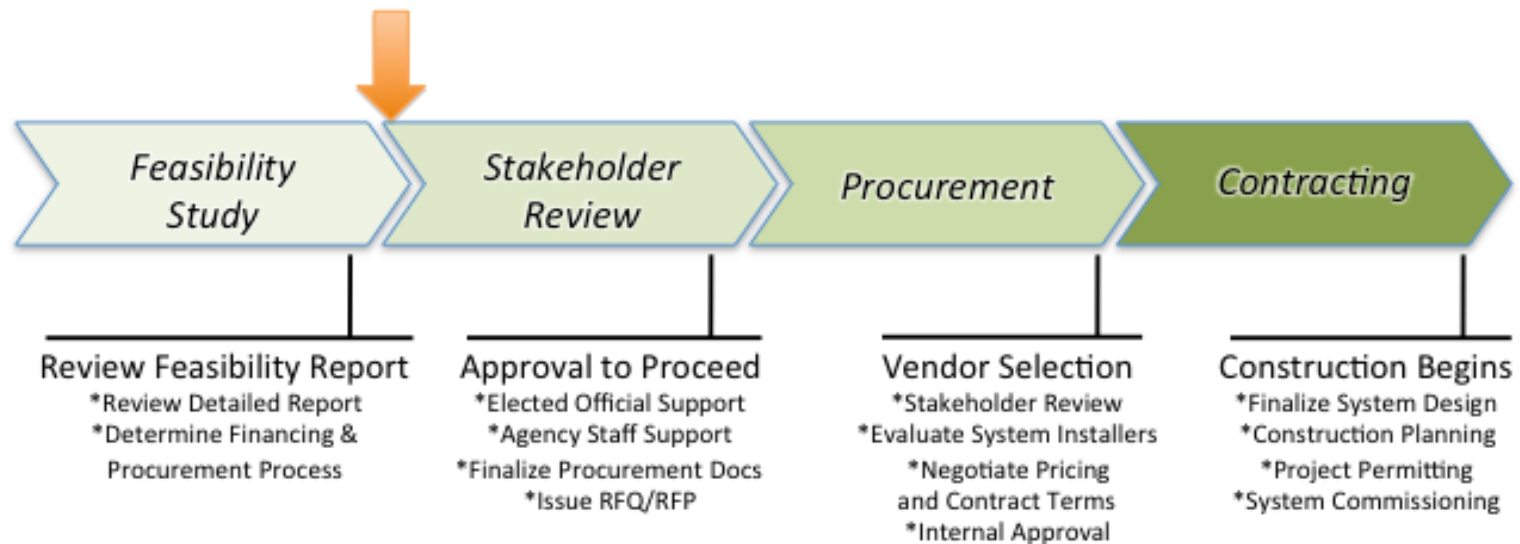 Feasibility
Study
Stakeholder
Review
Procurement
Contracting
Review Feasibility Report
*Review Detailed Report
*Determine Financing &
Procurement Process
Approval to Proceed
*Elected Official Support
*Agency Staff Support
*Finalize Procurement Docs
*Issue RFQ/RFP
Vendor Selection
*Stakeholder Review
*Evaluate System Installers
*Negotiate Pricing
and Contract Terms
*Internal Approval
Construction Begins
*Finalize System Design
*Construction Planning
*Project Permitting
*System Commissioning